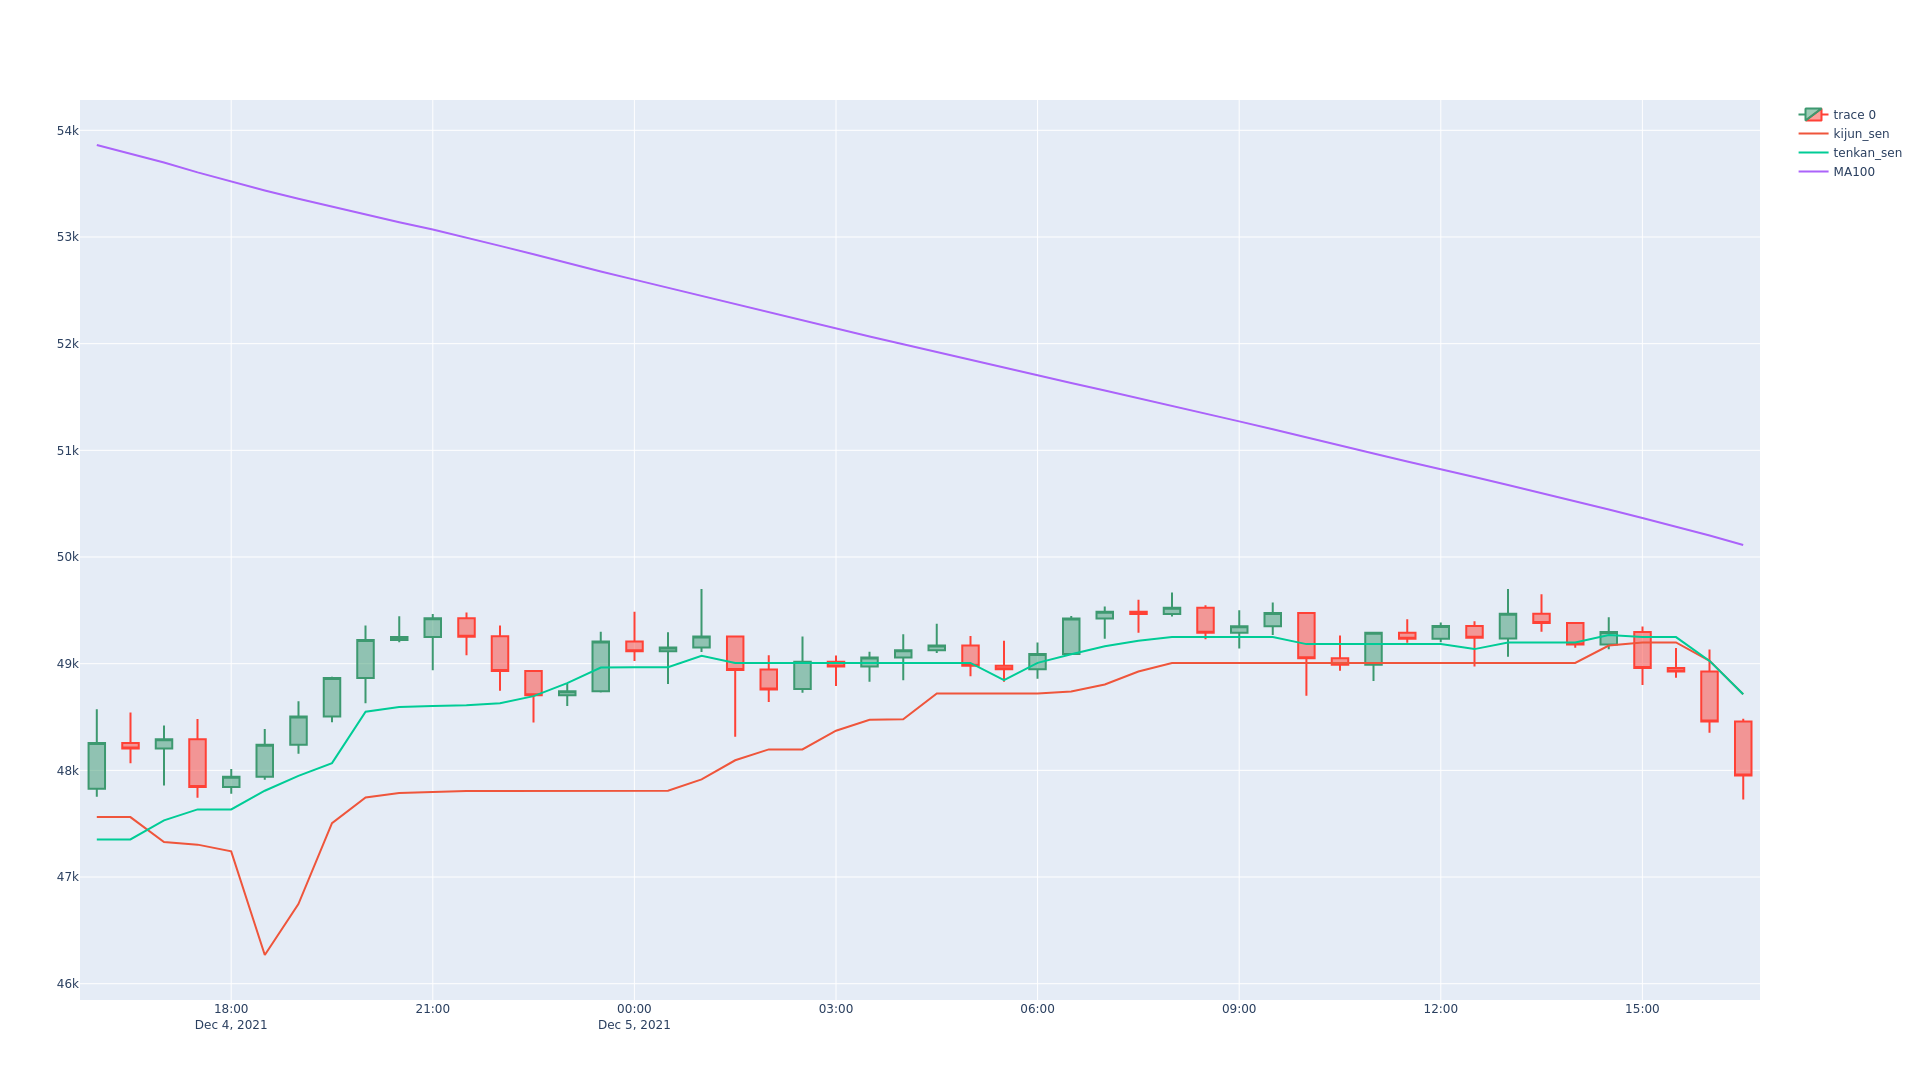 54k
53k
52k
51k
50k
49k
48k
47k
46k
18:00
Dec 4, 2021
21:00
00:00
Dec 5, 2021
03:00
06:00
09:00
12:00
15:00
trace 0
kijun_sen
tenkan_sen
MA100